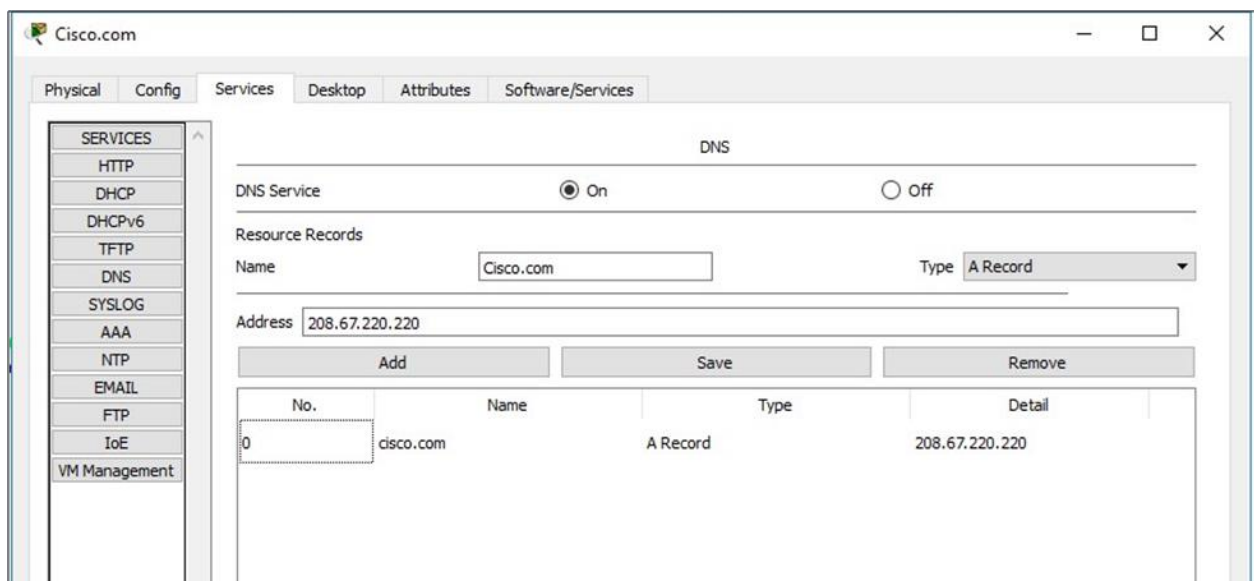 Cisco.com
Physical Config Services Desktop Attributes Software/Services
SERVICES
HTTP
DHCP
DHCPv6
TFTP
DNS
SYSLOG
AAA
NTP
EMAIL
FTP
IoE
VM Management
DNS
DNS Service On Off
Resource Records
Name Cisco.com Type A Record
Address 208.67.220.220
Add Save Remove
No. Name Type Detail
0 cisco.com A Record 208.67.220.220